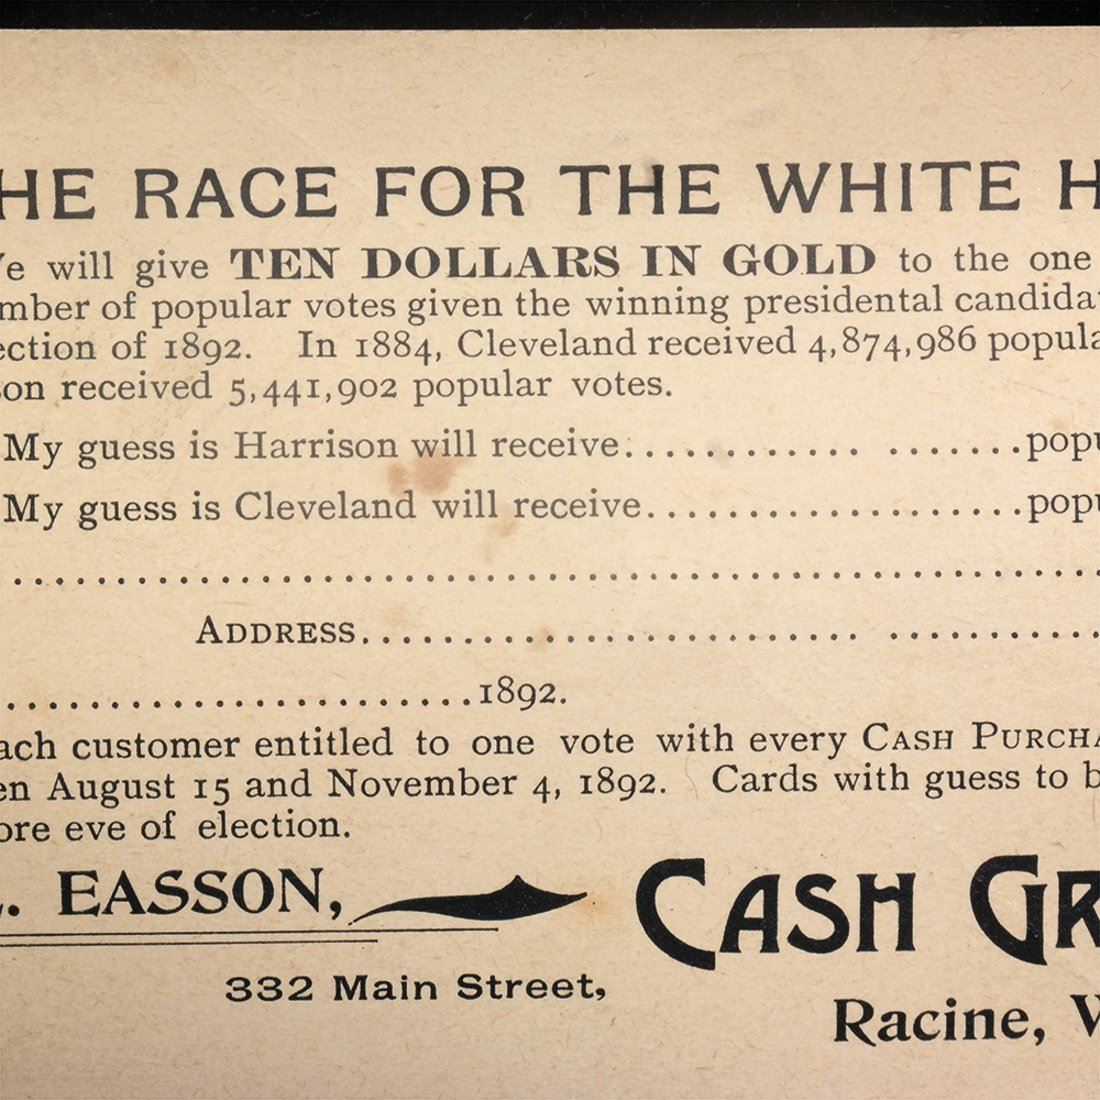 HE RACE FOR THE WHITE H
e will give TEN DOLLARS IN GOLD to the one
mber of popular votes given the winning presidental candida
ection of 1892. In 1884, Cleveland received 4,874,986 popula
on received 5,441,902 popular votes.
My guess is Harrison will receive............ .......popu
My guess is Cleveland will receive...................popu
ADDRESS
1892.
ach customer entitled to one vote with every CASH PURCHA
en August 15 and November 4, 1892. Cards with guess to b
ore eve of election.
. EASSON, CASH GR
332 Main Street,
Racine, W